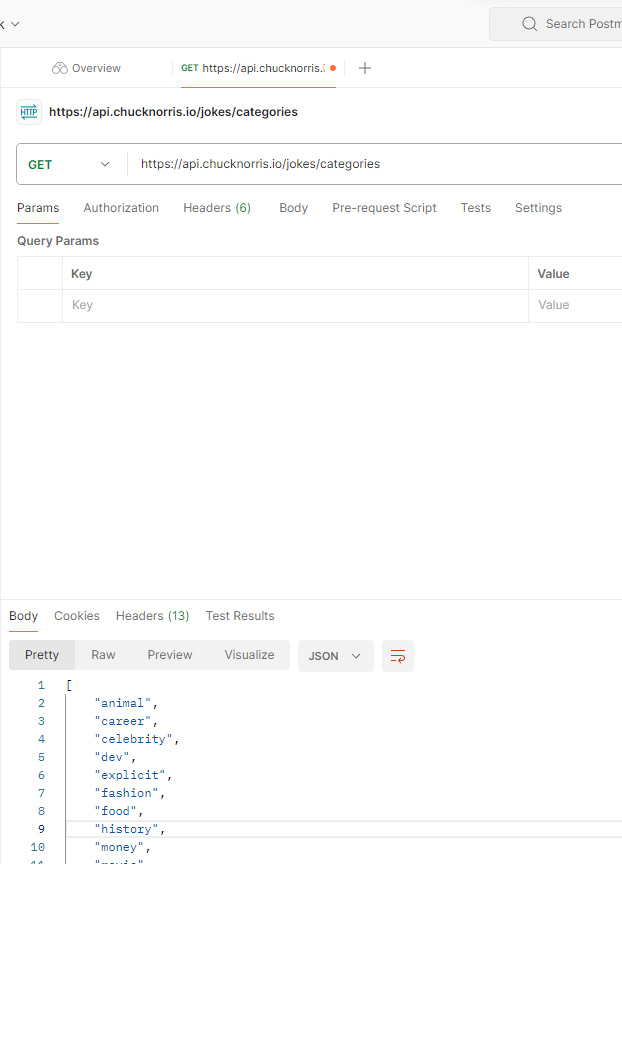 k
Search Postm
Overview
GET https://api.chucknorris.i
HTTP https://api.chucknorris.io/jokes/categories
GET https://api.chucknorris.io/jokes/categories
Params Authorization Headers (6) Body Pre-request Script Tests Settings
Query Params
Key Value
Key Value
Body Cookies Headers (13) Test Results
Pretty Raw Preview Visualize JSON
1 [
2 "animal",
3 "career",
4 "celebrity",
5 "dev",
6 "explicit",
7 "fashion",
8 "food",
9 "history",
10 "money",
11 "movie"